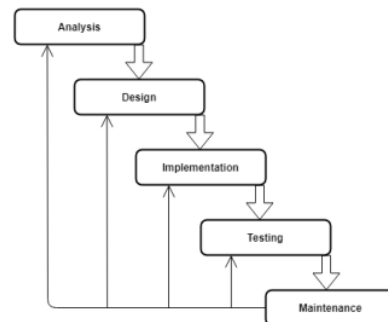 Analysis
Design
Implementation
Testing
Maintenance